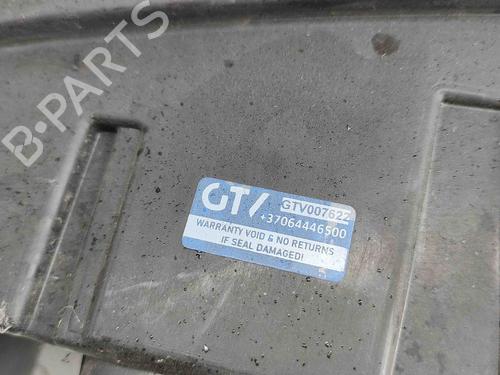 B-PARTS
GTV GTV007622
+37064446500
WARRANTY VOID & NO RETURNS
IF SEAL DAMAGED!